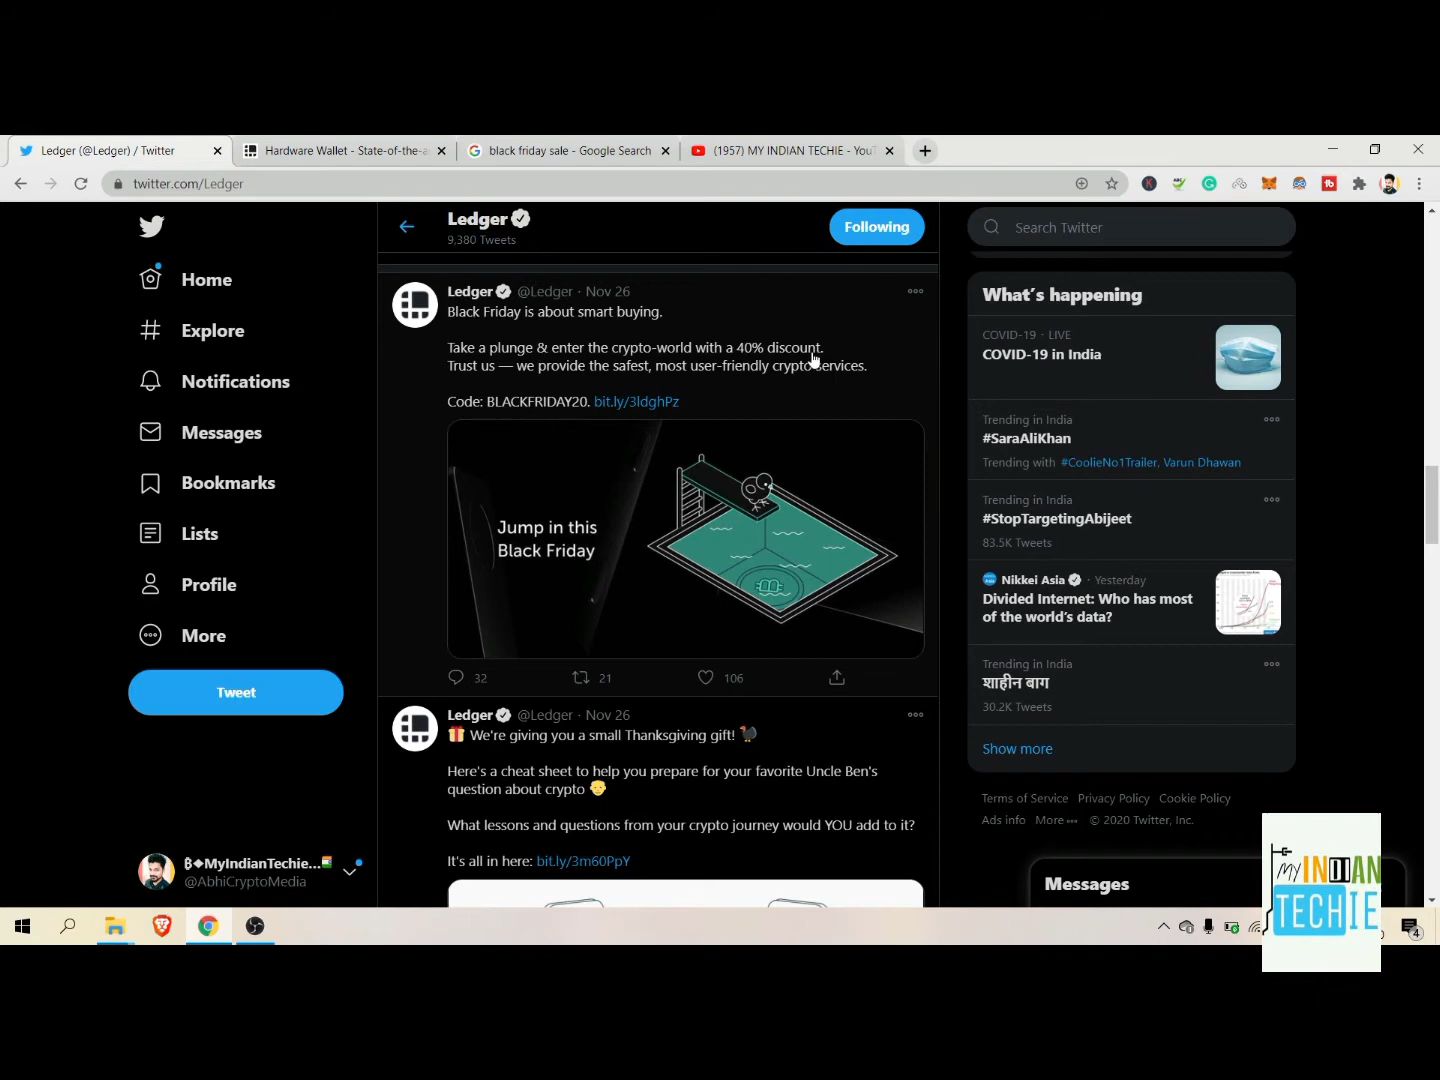 Ledger (@Ledger) / Twitter
Hardware Wallet - State-of-the-a
black friday sale - Google Search
(1957) MY INDIAN TECHIE - YouT
twitter.com/Ledger
Ledger
9,380 Tweets
Following
Search Twitter
Home
Explore
Notifications
Messages
Bookmarks
Lists
Profile
More
Tweet
₿◆MyIndianTechie...
@AbhiCryptoMedia
Ledger @Ledger · Nov 26
Black Friday is about smart buying.
Take a plunge & enter the crypto-world with a 40% discount.
Trust us — we provide the safest, most user-friendly crypto services.
Code: BLACKFRIDAY20. bit.ly/3ldghPz
Jump in this
Black Friday
32
21
106
Ledger @Ledger · Nov 26
🎁 We're giving you a small Thanksgiving gift! 🦃
Here's a cheat sheet to help you prepare for your favorite Uncle Ben's
question about crypto 👴
What lessons and questions from your crypto journey would YOU add to it?
It's all in here: bit.ly/3m60PpY
What's happening
COVID-19 · LIVE
COVID-19 in India
Trending in India
#SaraAliKhan
Trending with #CoolieNo1Trailer, Varun Dhawan
Trending in India
#StopTargetingAbijeet
83.5K Tweets
Nikkei Asia · Yesterday
Divided Internet: Who has most
of the world's data?
Trending in India
शाहीन बाग
30.2K Tweets
Show more
Terms of Service Privacy Policy Cookie Policy
Ads info More ••• © 2020 Twitter, Inc.
Messages
MY INDIAN
TECHIE
4